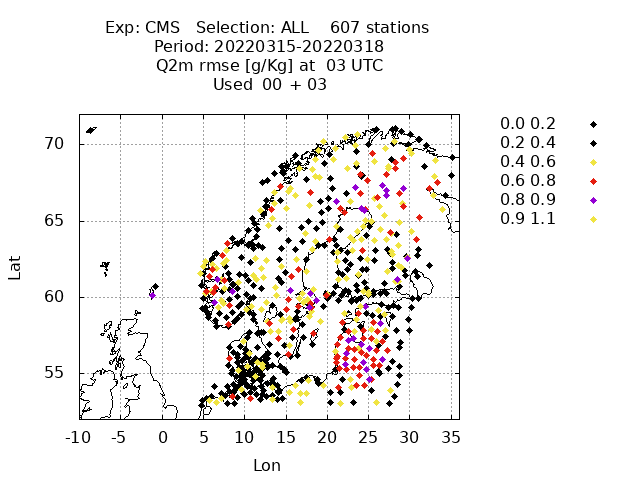 Exp: CMS   Selection: ALL    607 stations
Period: 20220315-20220318
Q2m rmse [g/Kg] at  03 UTC
Used  00 + 03
0.0 0.2
0.2 0.4
0.4 0.6
0.6 0.8
0.8 0.9
0.9 1.1
70
65
60
55
Lat
-10 -5 0 5 10 15 20 25 30 35
Lon